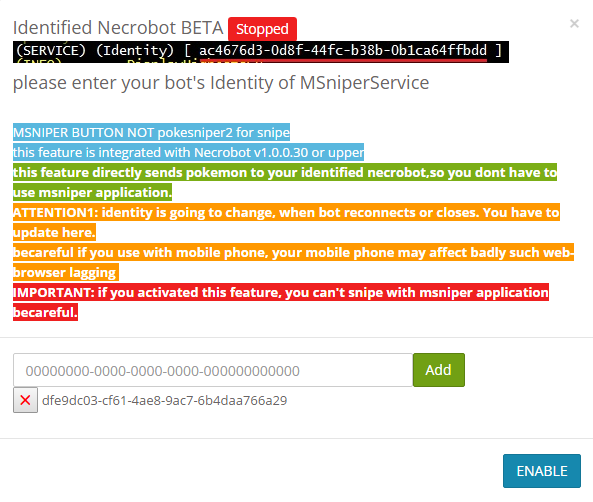 Identified Necrobot BETA Stopped ×
(SERVICE) (Identity) [ ac4676d3-0d8f-44fc-b38b-0b1ca64ffbdd ]
please enter your bot's Identity of MSniperService
MSNIPER BUTTON NOT pokesniper2 for snipe
this feature is integrated with Necrobot v1.0.0.30 or upper
this feature directly sends pokemon to your identified necrobot,so you dont have to
use msniper application.
ATTENTION1: identity is going to change, when bot reconnects or closes. You have to
update here.
becareful if you use with mobile phone, your mobile phone may affect badly such web-
browser lagging
IMPORTANT: if you activated this feature, you can't snipe with msniper application
becareful.
00000000-0000-0000-0000-000000000000 Add
dfe9dc03-cf61-4ae8-9ac7-6b4daa766a29
ENABLE